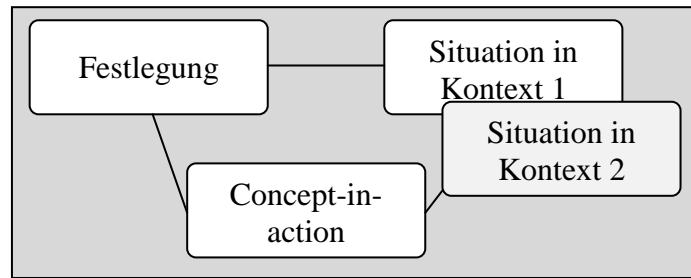 Festlegung
Situation in
Kontext 1
Situation in
Kontext 2
Concept-in-
action